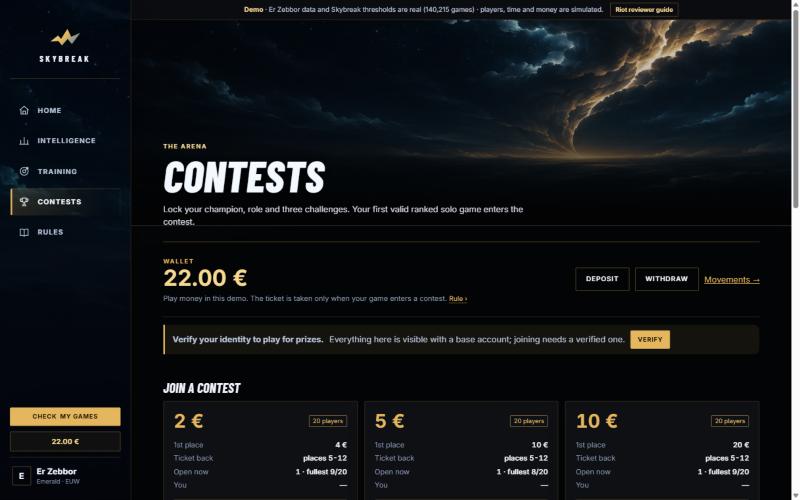 Demo · Er Zebbor data and Skybreak thresholds are real (140,215 games) · players, time and money are simulated. Riot reviewer guide
SKYBREAK
HOME
INTELLIGENCE
TRAINING
CONTESTS
RULES
CHECK MY GAMES
22.00 €
E Er Zebbor
Emerald · EUW
THE ARENA
CONTESTS
Lock your champion, role and three challenges. Your first valid ranked solo game enters the
contest.
WALLET
22.00 €
DEPOSIT WITHDRAW Movements →
Play money in this demo. The ticket is taken only when your game enters a contest. Rule ›
Verify your identity to play for prizes. Everything here is visible with a base account; joining needs a verified one. VERIFY
JOIN A CONTEST
2 € 20 players
1st place 4 €
Ticket back places 5-12
Open now 1 · fullest 9/20
You —
5 € 20 players
1st place 10 €
Ticket back places 5-12
Open now 1 · fullest 8/20
You —
10 € 20 players
1st place 20 €
Ticket back places 5-12
Open now 1 · fullest 9/20
You —